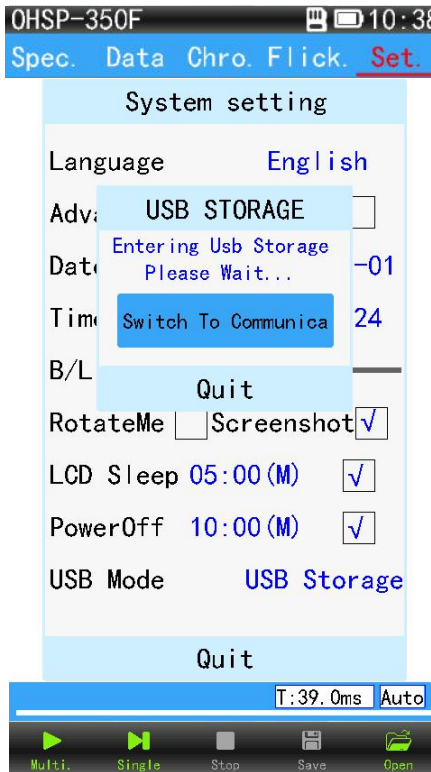 OHSP-350F
Spec. Data Chro. Flick. Set.
System setting
Language English
USB STORAGE
Entering Usb Storage
-01
Please Wait...
24
Switch To Communica
B/L
Quit
RotateMe Screenshot √
LCD Sleep 05:00(M) √
PowerOff 10:00(M) √
USB Mode USB Storage
Quit
T:39.0ms Auto
Multi. Single Stop Save Open